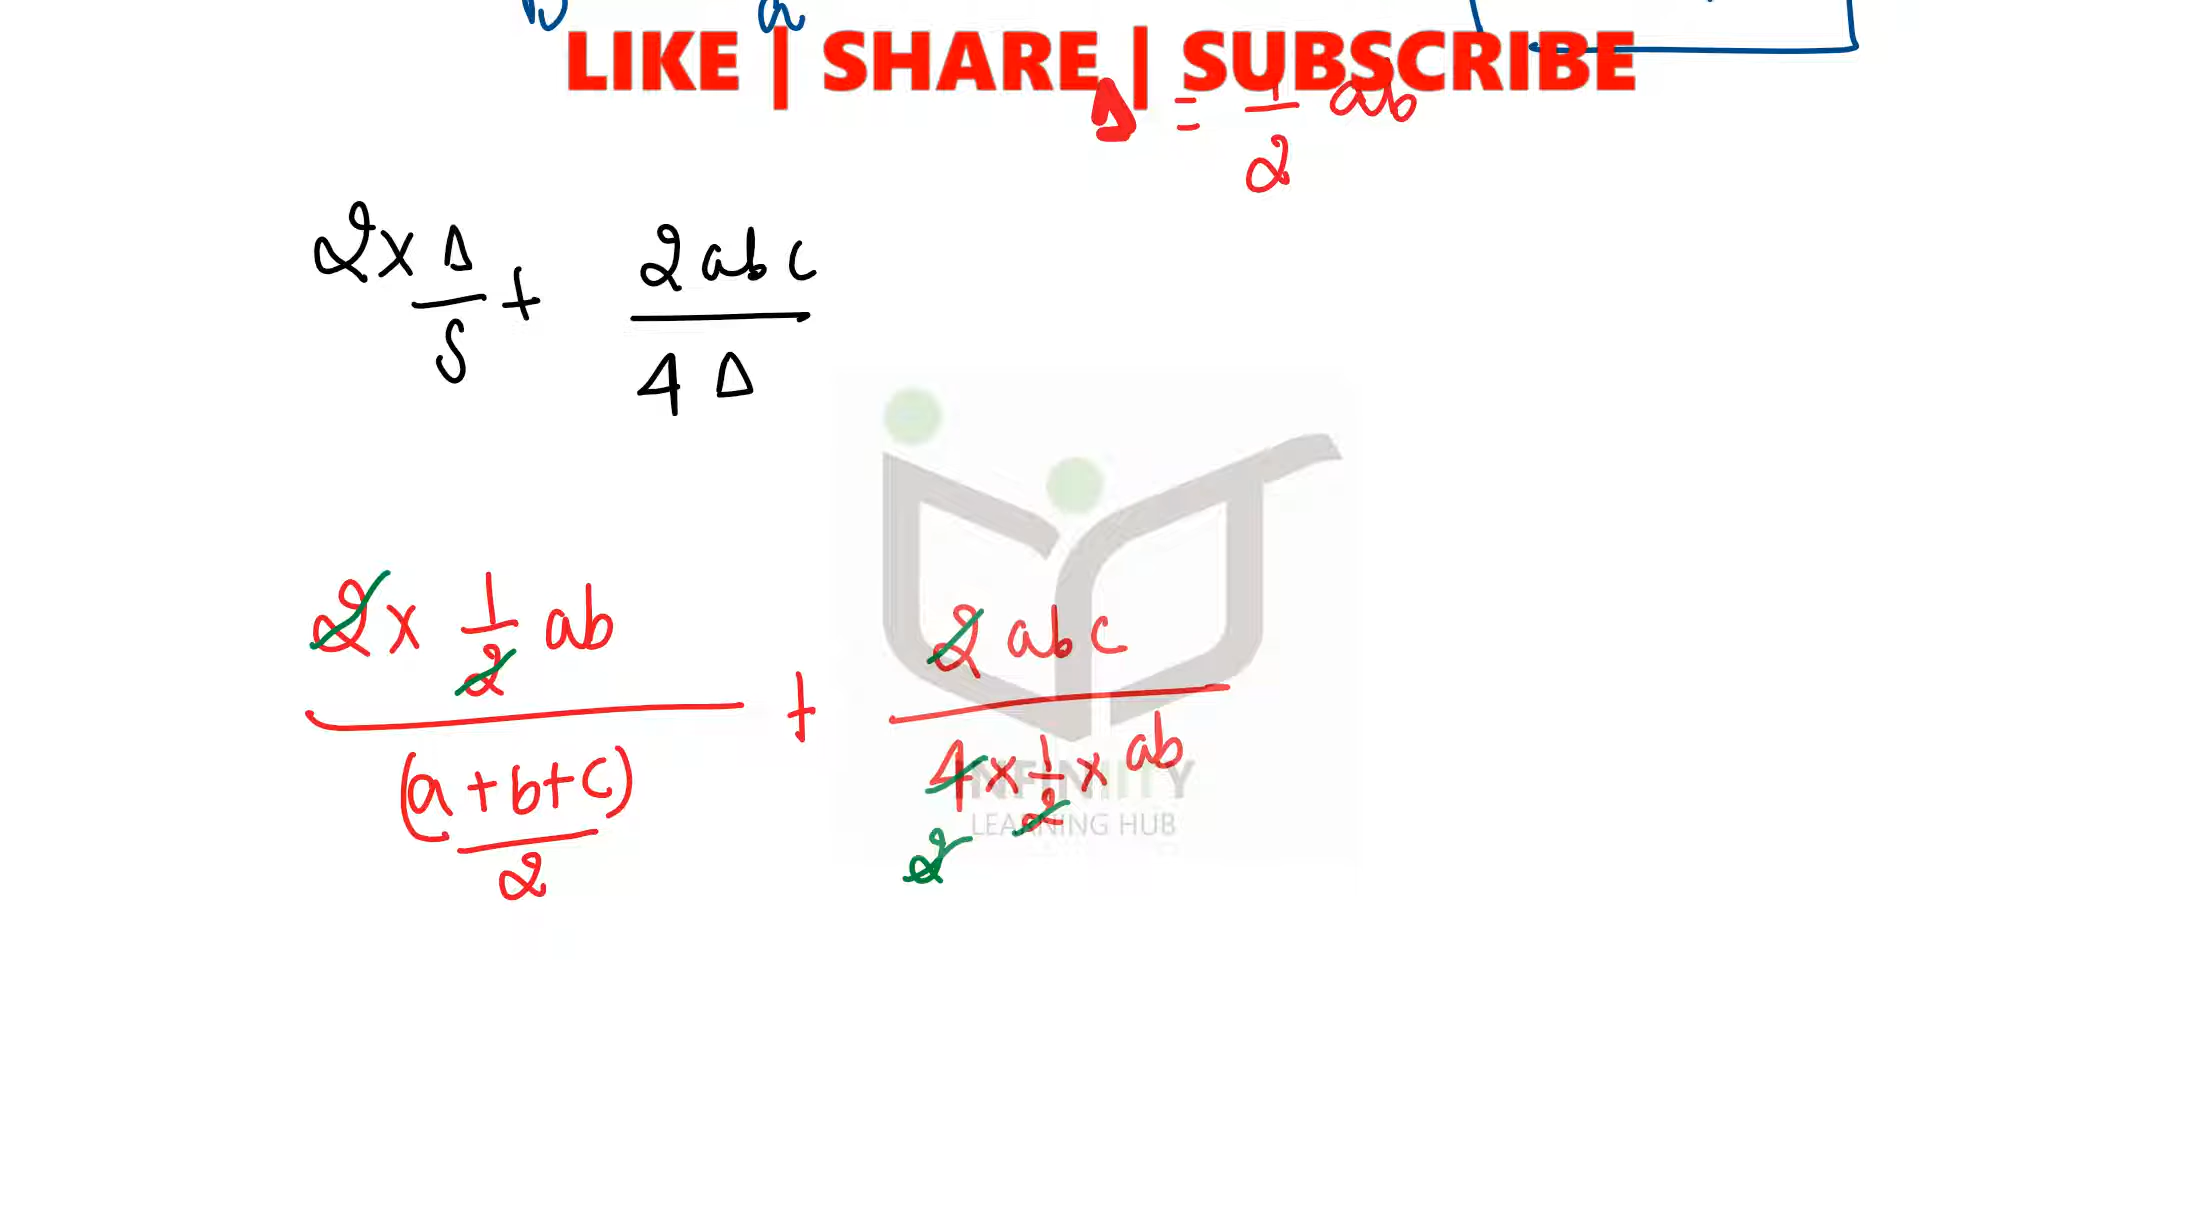 b a
LIKE | SHARE | SUBSCRIBE
Δ = 1/2 ab
2 x Δ/S + 2abc/4Δ
2 x 1/2 ab / (a+b+c)/2 + 2abc / 4 x 1/2 x ab
2
INFINITY
LEARNING HUB